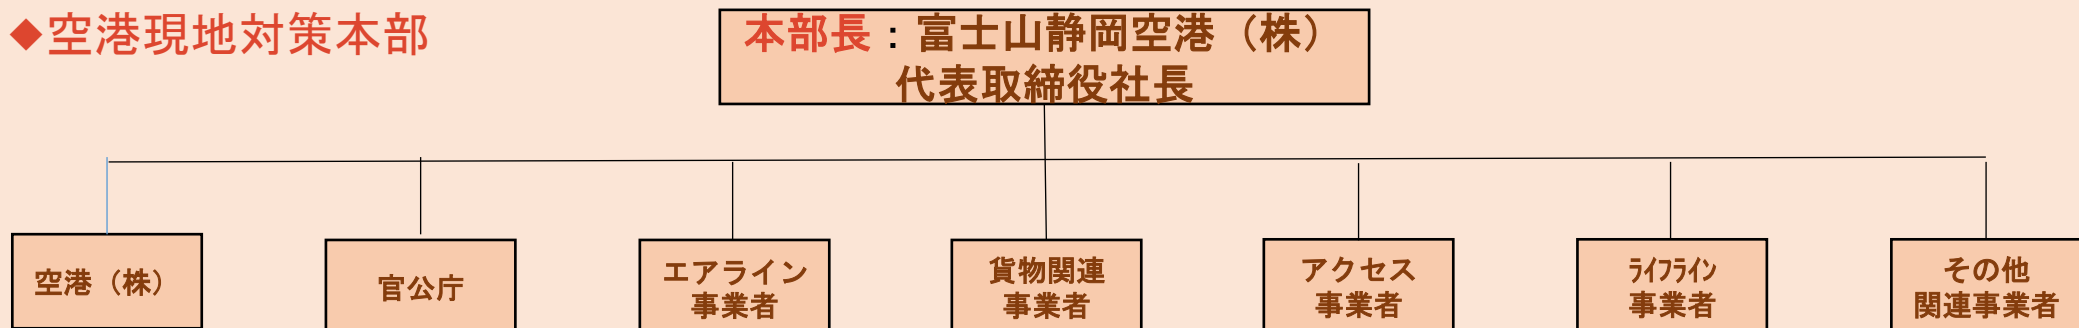 ◆空港現地対策本部
本部長：富士山静岡空港（株）
代表取締役社長
空港（株）
官公庁
エアライン
事業者
貨物関連
事業者
アクセス
事業者
ﾗｲﾌﾗｲﾝ
事業者
その他
関連事業者